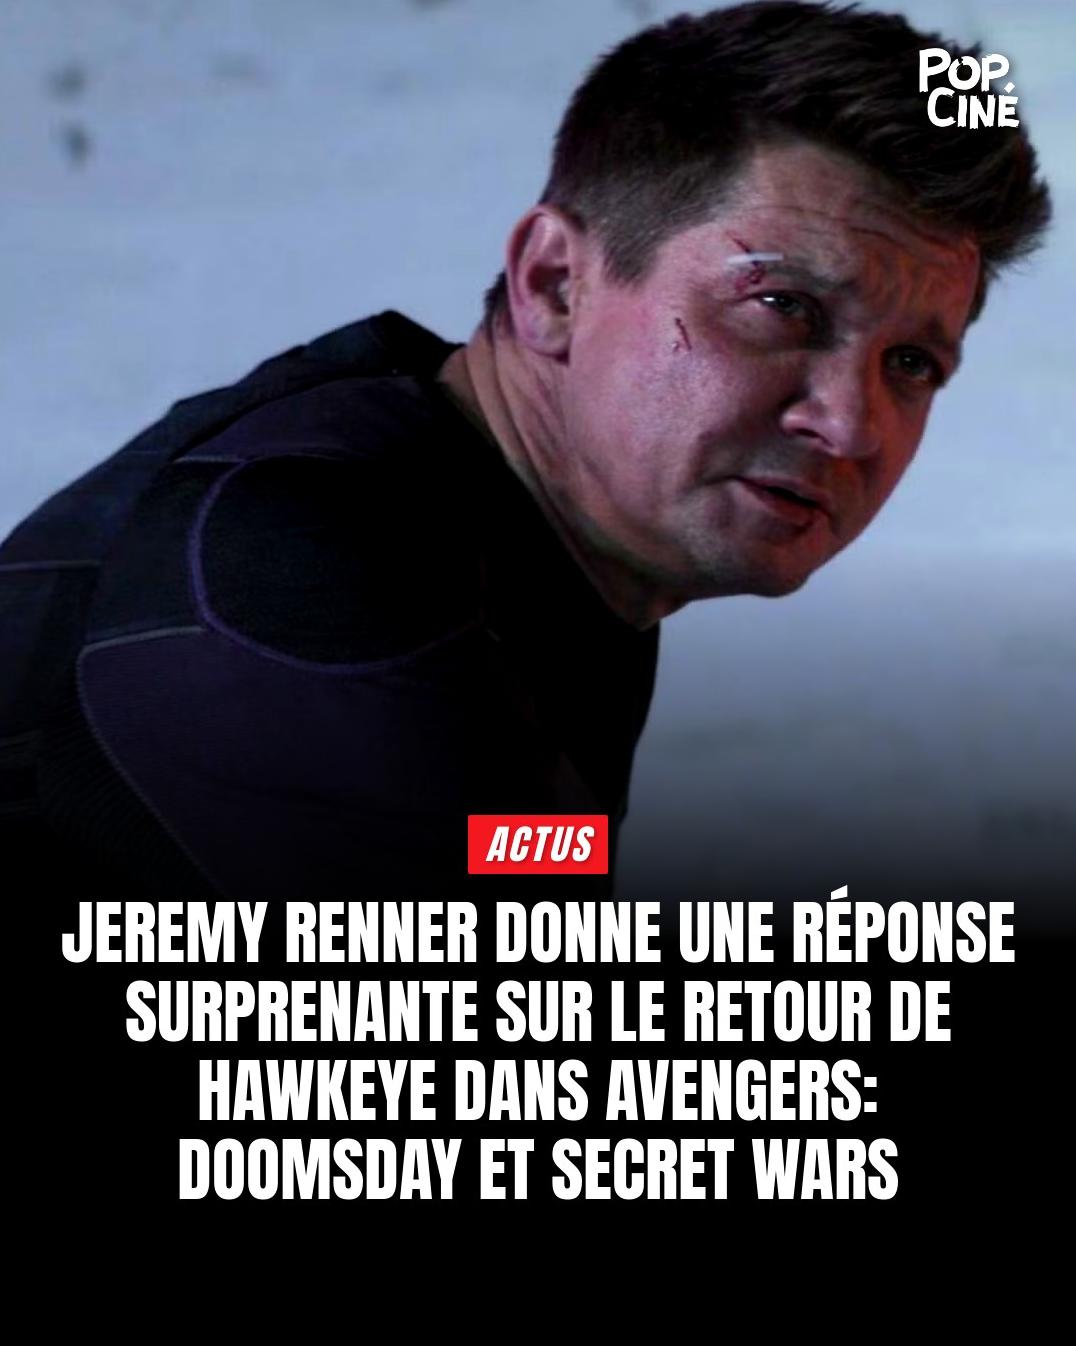 POP.
CINÉ
ACTUS
JEREMY RENNER DONNE UNE RÉPONSE
SURPRENANTE SUR LE RETOUR DE
HAWKEYE DANS AVENGERS:
DOOMSDAY ET SECRET WARS